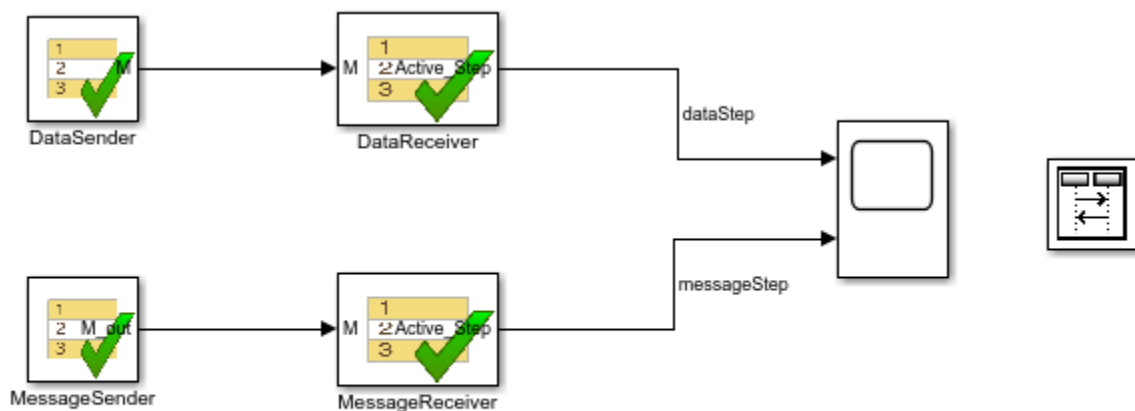 1
2 M
3
DataSender
1
M 2 Active_Step
3
DataReceiver
dataStep
1
2 M_out
3
MessageSender
1
M 2 Active_Step
3
MessageReceiver
messageStep